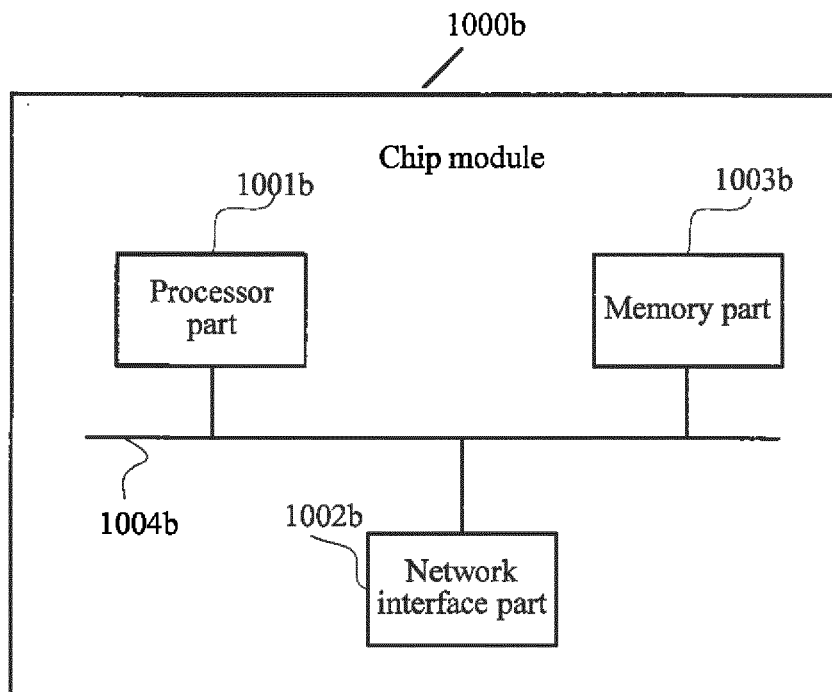 1000b
Chip module
1001b
1003b
Processor
part
Memory part
1004b
1002b
Network
interface part